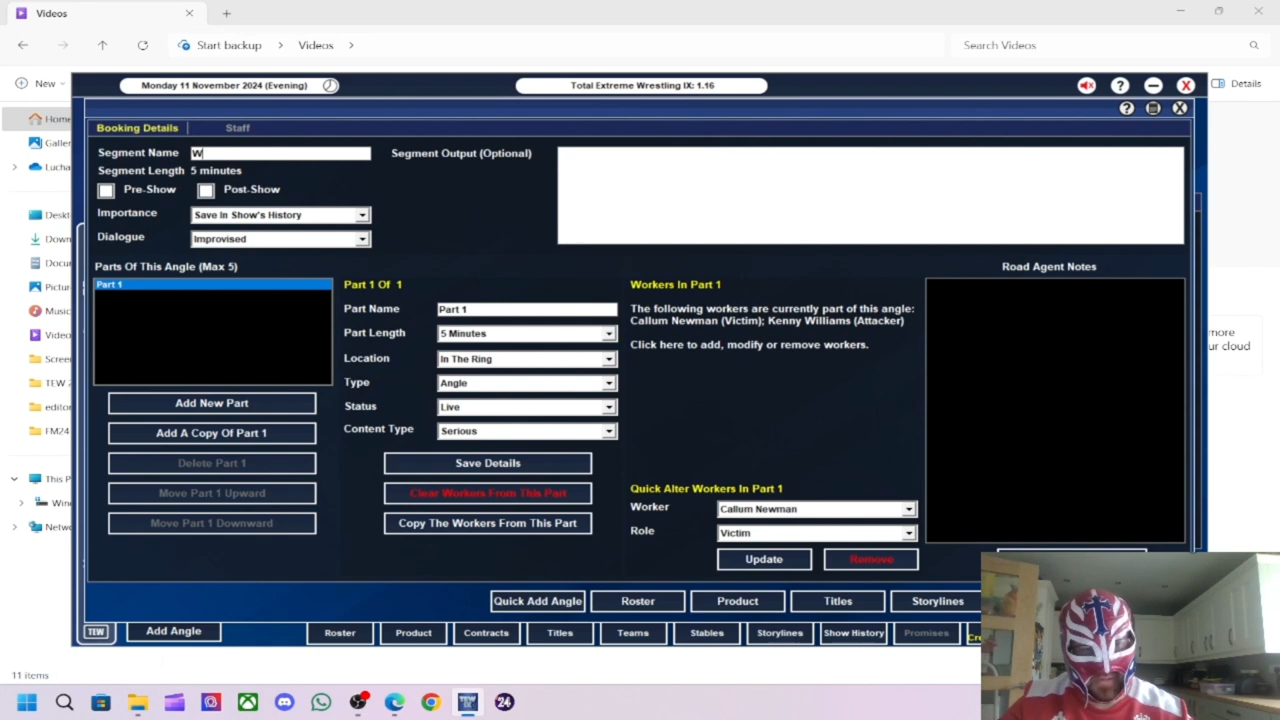 Videos
Start backup
Videos
Search Videos
New
Details
Monday 11 November 2024 (Evening)
Total Extreme Wrestling IX: 1.16
Home
Booking Details
Staff
Segment Name
W
Segment Output (Optional)
Segment Length
5 minutes
Pre-Show
Post-Show
Importance
Save In Show's History
Dialogue
Improvised
Parts Of This Angle (Max 5)
Road Agent Notes
Part 1
Part 1 Of 1
Workers In Part 1
Part Name
Part 1
The following workers are currently part of this angle:
Callum Newman (Victim); Kenny Williams (Attacker)
Part Length
5 Minutes
Click here to add, modify or remove workers.
Location
In The Ring
Type
Angle
Add New Part
Status
Live
Add A Copy Of Part 1
Content Type
Serious
Delete Part 1
Save Details
Move Part 1 Upward
Clear Workers From This Part
Quick Alter Workers In Part 1
Worker
Callum Newman
Move Part 1 Downward
Copy The Workers From This Part
Role
Victim
Update
Remove
Quick Add Angle
Roster
Product
Titles
Storylines
TEW
Add Angle
Roster
Product
Contracts
Titles
Teams
Stables
Storylines
Show History
Promises
more
ur cloud
Galler
Lucha
Deskt
Down
Docu
Picture
Music
Video
Screen
TEW 2
editor
FM24
This P
Wind
Netwo
11 items
24